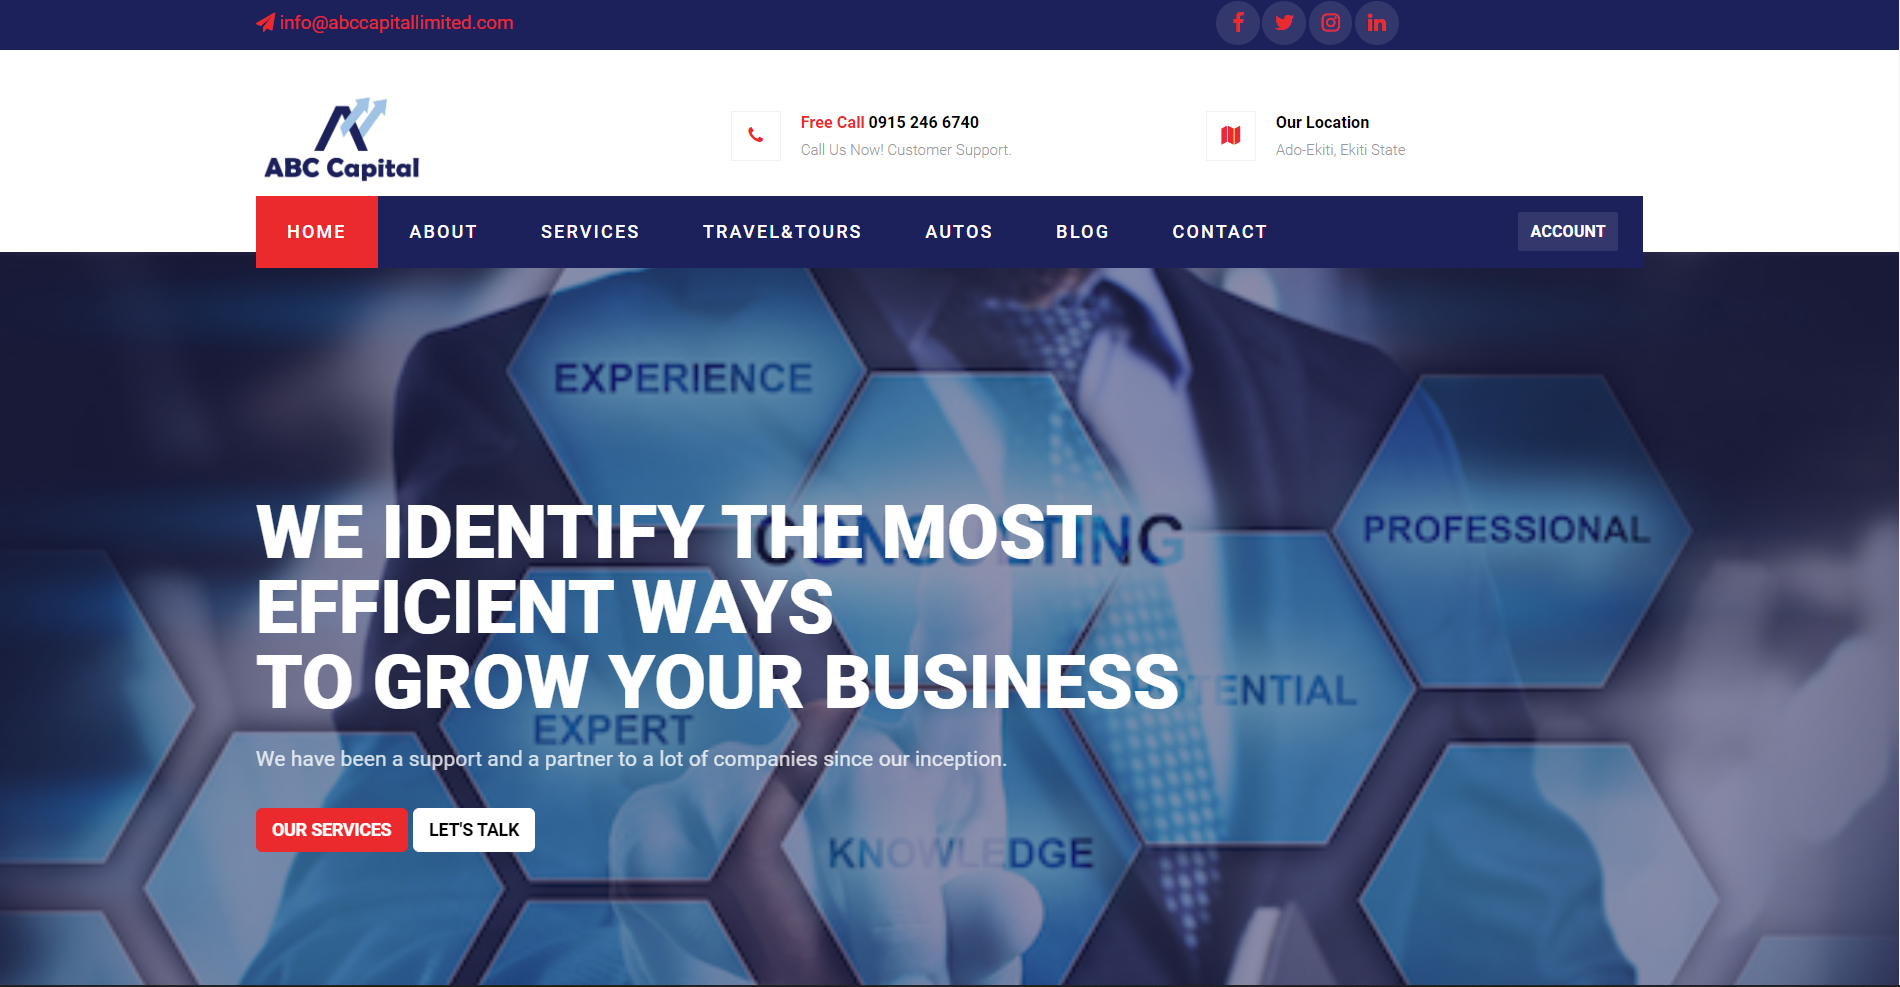 info@abccapitallimited.com
ABC Capital
Free Call 0915 246 6740
Call Us Now! Customer Support.
Our Location
Ado-Ekiti, Ekiti State
HOME
ABOUT
SERVICES
TRAVEL&TOURS
AUTOS
BLOG
CONTACT
ACCOUNT
EXPERIENCE
CONSULTING
PROFESSIONAL
WE IDENTIFY THE MOST
EFFICIENT WAYS
TO GROW YOUR BUSINESS
POTENTIAL
EXPERT
We have been a support and a partner to a lot of companies since our inception.
OUR SERVICES
LET'S TALK
KNOWLEDGE